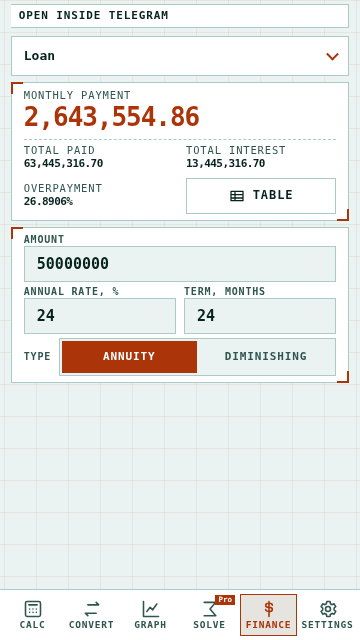 OPEN INSIDE TELEGRAM
Loan
MONTHLY PAYMENT
2,643,554.86
TOTAL PAID
63,445,316.70
TOTAL INTEREST
13,445,316.70
OVERPAYMENT
26.8906%
TABLE
AMOUNT
50000000
ANNUAL RATE, %
24
TERM, MONTHS
24
TYPE
ANNUITY
DIMINISHING
CALC
CONVERT
GRAPH
Pro
SOLVE
FINANCE
SETTINGS